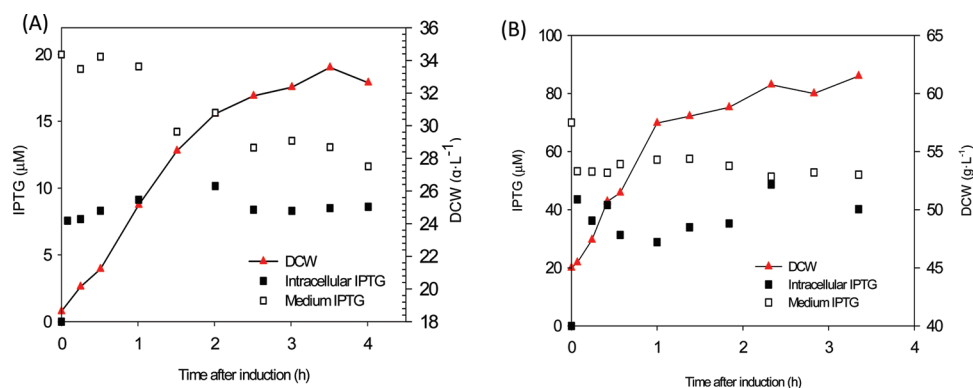 (A)
IPTG (µM)
20
15
10
5
0
36
34
32
30
28
26
24
22
20
18
DCW (g·L⁻¹)
DCW
Intracellular IPTG
Medium IPTG
0 1 2 3 4
Time after induction (h)
(B)
IPTG (µM)
100
80
60
40
20
0
65
60
55
50
45
40
DCW (g·L⁻¹)
DCW
Intracellular IPTG
Medium IPTG
0 1 2 3 4
Time after induction (h)